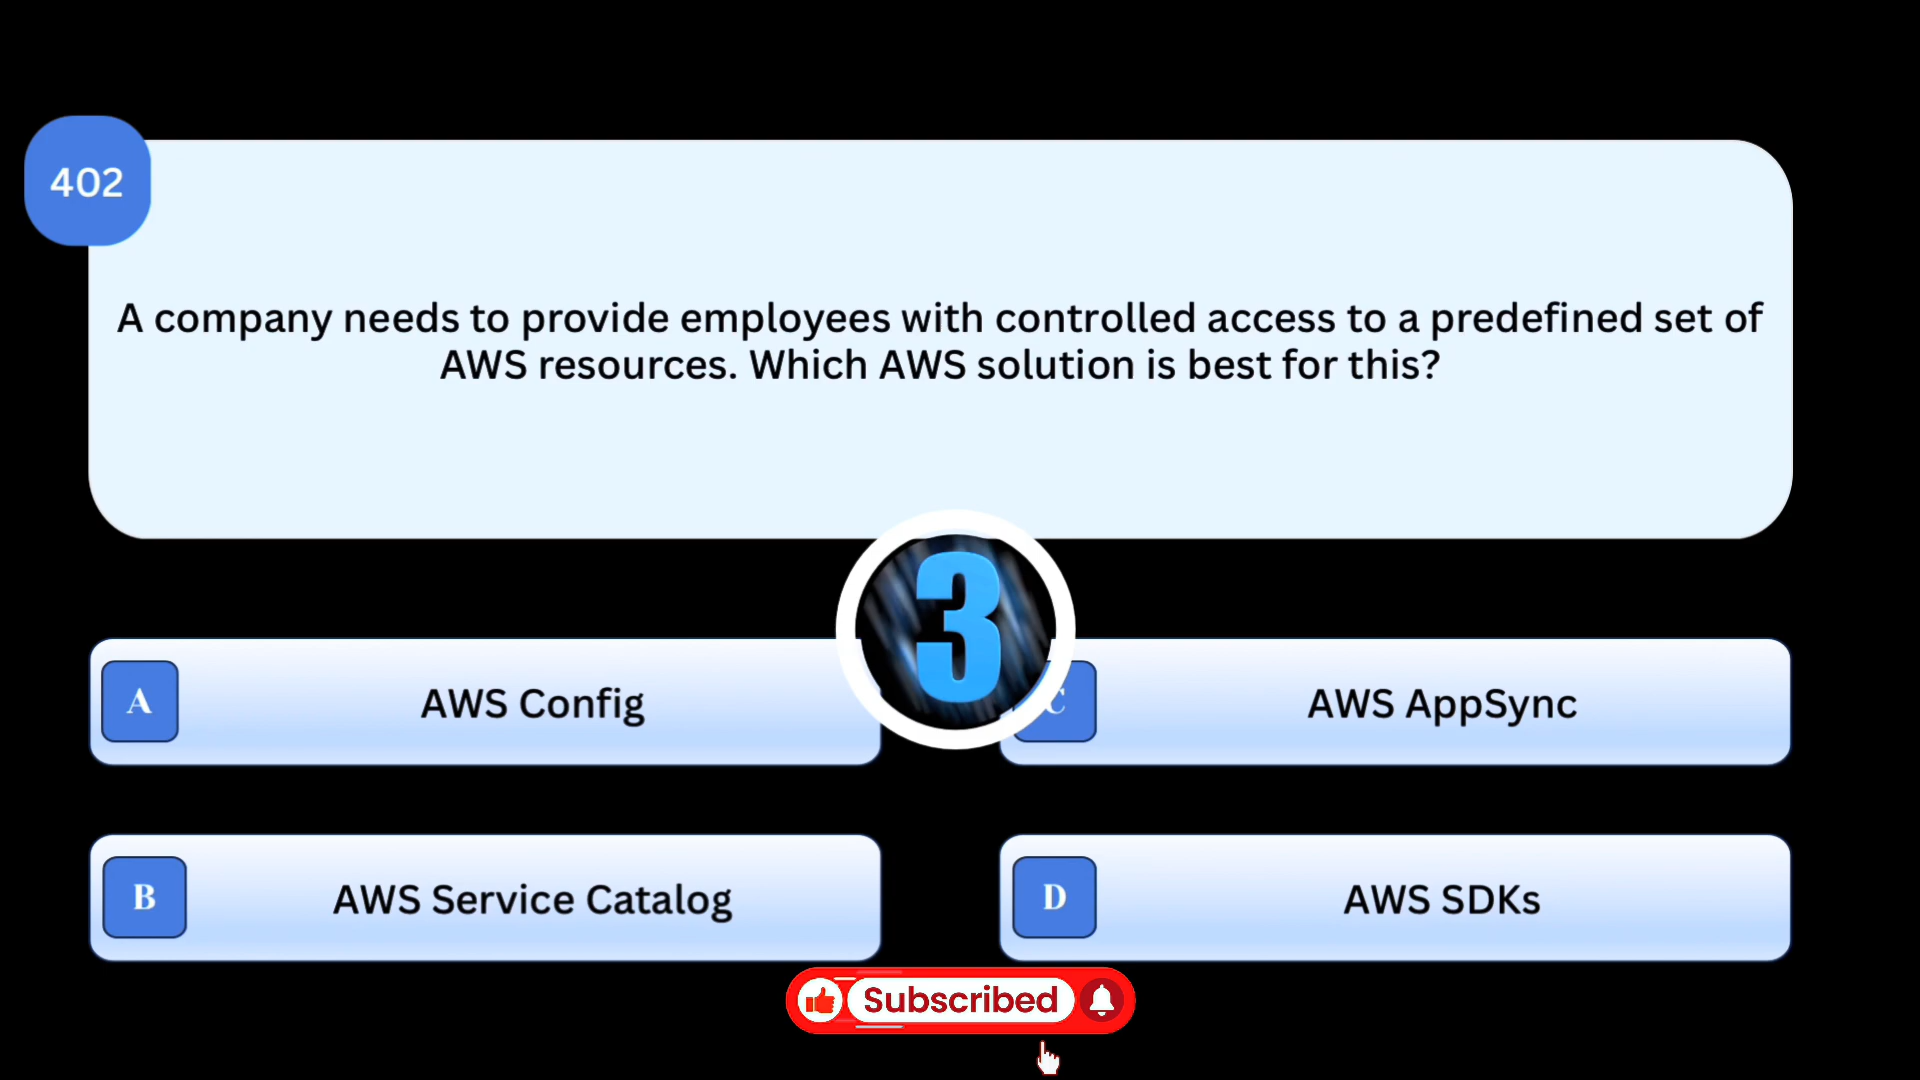 402
A company needs to provide employees with controlled access to a predefined set of
AWS resources. Which AWS solution is best for this?
3
A
AWS Config
C
AWS AppSync
B
AWS Service Catalog
D
AWS SDKs
Subscribed